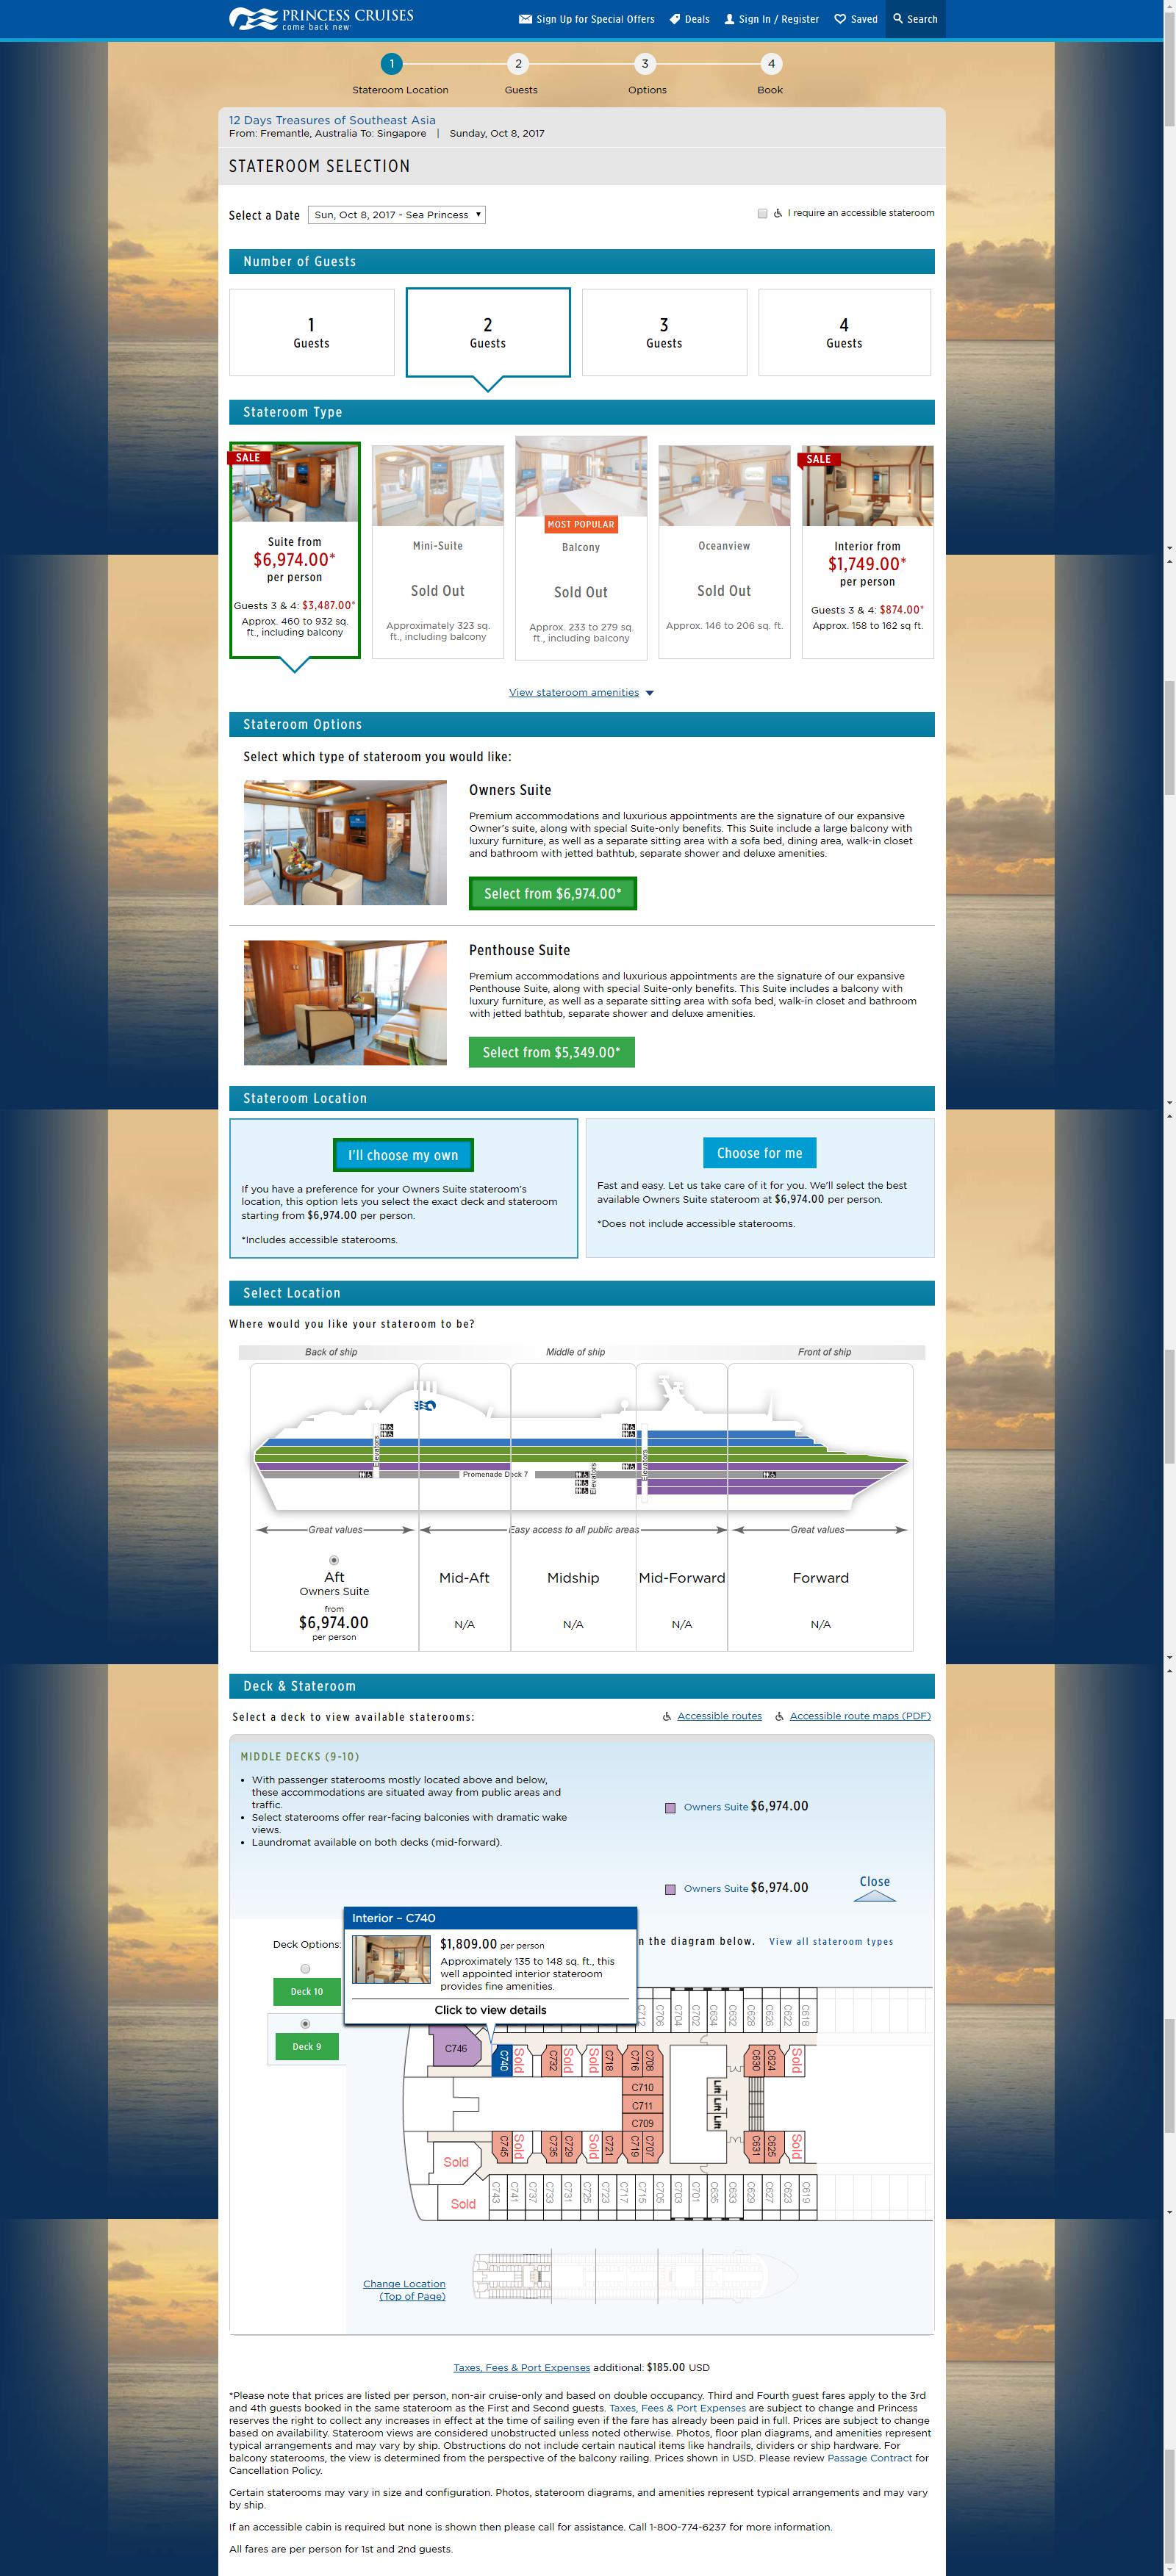 PRINCESS CRUISES
come back new
Sign Up for Special Offers
Deals
Sign In / Register
Saved
Search
1
2
3
4
Stateroom Location
Guests
Options
Book
12 Days Treasures of Southeast Asia
From: Fremantle, Australia To: Singapore | Sunday, Oct 8, 2017
STATEROOM SELECTION
Select a Date
Sun, Oct 8, 2017 - Sea Princess
I require an accessible stateroom
Number of Guests
1
Guests
2
Guests
3
Guests
4
Guests
Stateroom Type
SALE
Suite from
$6,974.00*
per person
Guests 3 & 4: $3,487.00*
Approx. 460 to 932 sq.
ft., including balcony
Mini-Suite
Sold Out
Approximately 323 sq.
ft., including balcony
MOST POPULAR
Balcony
Sold Out
Approx. 233 to 279 sq.
ft., including balcony
Oceanview
Sold Out
Approx. 146 to 206 sq. ft.
SALE
Interior from
$1,749.00*
per person
Guests 3 & 4: $874.00*
Approx. 158 to 162 sq ft.
View stateroom amenities
Stateroom Options
Select which type of stateroom you would like:
Owners Suite
Premium accommodations and luxurious appointments are the signature of our expansive
Owner's suite, along with special Suite-only benefits. This Suite include a large balcony with
luxury furniture, as well as a separate sitting area with a sofa bed, dining area, walk-in closet
and bathroom with jetted bathtub, separate shower and deluxe amenities.
Select from $6,974.00*
Penthouse Suite
Premium accommodations and luxurious appointments are the signature of our expansive
Penthouse Suite, along with special Suite-only benefits. This Suite includes a balcony with
luxury furniture, as well as a separate sitting area with sofa bed, walk-in closet and bathroom
with jetted bathtub, separate shower and deluxe amenities.
Select from $5,349.00*
Stateroom Location
I'll choose my own
If you have a preference for your Owners Suite stateroom's
location, this option lets you select the exact deck and stateroom
starting from $6,974.00 per person.
*Includes accessible staterooms.
Choose for me
Fast and easy. Let us take care of it for you. We'll select the best
available Owners Suite stateroom at $6,974.00 per person.
*Does not include accessible staterooms.
Select Location
Where would you like your stateroom to be?
Back of ship
Middle of ship
Front of ship
Elevators
Elevators
Elevators
Promenade Deck 7
Great values
Easy access to all public areas
Great values
Aft
Owners Suite
from
$6,974.00
per person
Mid-Aft
N/A
Midship
N/A
Mid-Forward
N/A
Forward
N/A
Deck & Stateroom
Select a deck to view available staterooms:
Accessible routes
Accessible route maps (PDF)
MIDDLE DECKS (9-10)
• With passenger staterooms mostly located above and below,
these accommodations are situated away from public areas and
traffic.
• Select staterooms offer rear-facing balconies with dramatic wake
views.
• Laundromat available on both decks (mid-forward).
Owners Suite $6,974.00
Owners Suite $6,974.00
Close
Interior – C740
$1,809.00 per person
Approximately 135 to 148 sq. ft., this
well appointed interior stateroom
provides fine amenities.
Click to view details
n the diagram below.
View all stateroom types
Deck Options:
Deck 10
Deck 9
C706
C704
C702
C634
C632
C628
C626
C622
C618
C746
C740
Sold
C732
Sold
Sold
C718
C716
C708
C630
C624
Sold
C710
C711
C709
Lift
Lift
Lift
C745
Sold
C735
C729
Sold
C721
C719
C707
C631
C625
Sold
Sold
Sold
C743
C741
C737
C733
C731
C725
C723
C717
C715
C705
C703
C701
C635
C633
C629
C627
C623
C619
Change Location
(Top of Page)
Taxes, Fees & Port Expenses additional: $185.00 USD
*Please note that prices are listed per person, non-air cruise-only and based on double occupancy. Third and Fourth guest fares apply to the 3rd
and 4th guests booked in the same stateroom as the First and Second guests. Taxes, Fees & Port Expenses are subject to change and Princess
reserves the right to collect any increases in effect at the time of sailing even if the fare has already been paid in full. Prices are subject to change
based on availability. Stateroom views are considered unobstructed unless noted otherwise. Photos, floor plan diagrams, and amenities represent
typical arrangements and may vary by ship. Obstructions do not include certain nautical items like handrails, dividers or ship hardware. For
balcony staterooms, the view is determined from the perspective of the balcony railing. Prices shown in USD. Please review Passage Contract for
Cancellation Policy.
Certain staterooms may vary in size and configuration. Photos, stateroom diagrams, and amenities represent typical arrangements and may vary
by ship.
If an accessible cabin is required but none is shown then please call for assistance. Call 1-800-774-6237 for more information.
All fares are per person for 1st and 2nd guests.